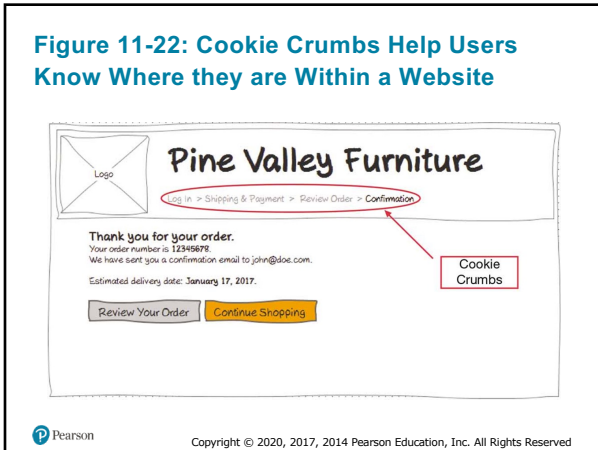 Figure 11-22: Cookie Crumbs Help Users
Know Where they are Within a Website
Logo
Pine Valley Furniture
Log In > Shipping & Payment > Review Order > Confirmation
Thank you for your order.
Your order number is 12345678.
We have sent you a confirmation email to john@doe.com.
Estimated delivery date: January 17, 2017.
Review Your Order
Continue Shopping
Cookie
Crumbs
Pearson
Copyright © 2020, 2017, 2014 Pearson Education, Inc. All Rights Reserved